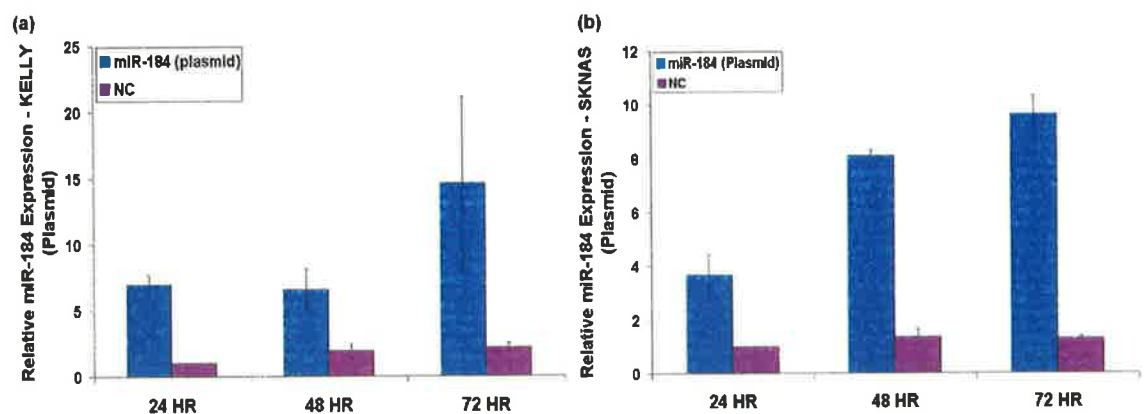 (a)
Relative miR-184 Expression - KELLY
(Plasmid)
25
20
15
10
5
0
miR-184 (plasmid)
NC
24 HR
48 HR
72 HR
(b)
Relative miR-184 Expression - SKNAS
(Plasmid)
12
10
8
6
4
2
0
miR-184 (Plasmid)
NC
24 HR
48 HR
72 HR